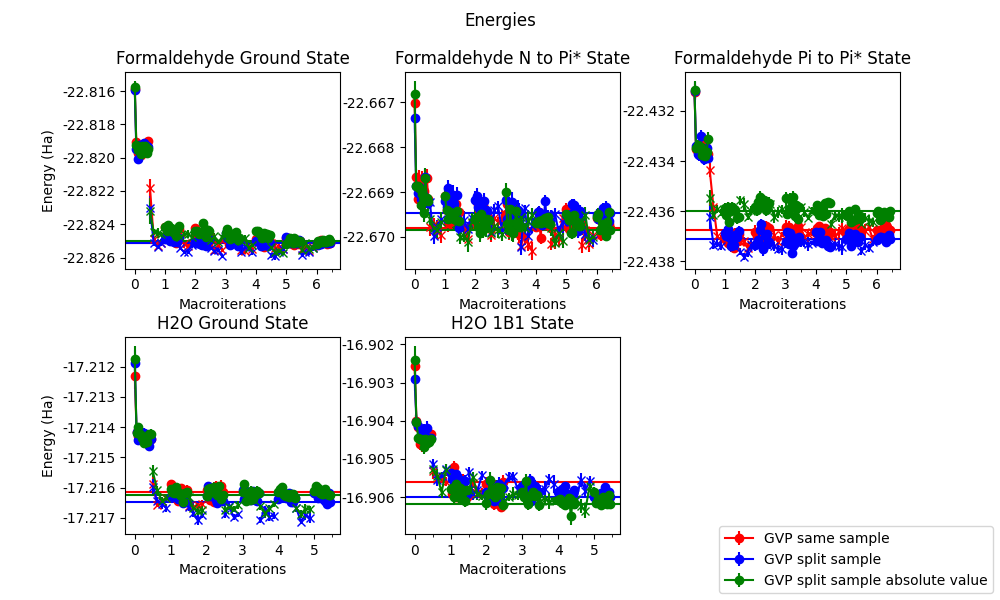 Energies
Formaldehyde Ground State
Formaldehyde N to Pi* State
Formaldehyde Pi to Pi* State
Energy (Ha)
-22.816
-22.818
-22.820
-22.822
-22.824
-22.826
0 1 2 3 4 5 6
Macroiterations
-22.667
-22.668
-22.669
-22.670
0 1 2 3 4 5 6
Macroiterations
-22.432
-22.434
-22.436
-22.438
0 1 2 3 4 5 6
Macroiterations
H2O Ground State
H2O 1B1 State
Energy (Ha)
-17.212
-17.213
-17.214
-17.215
-17.216
-17.217
0 1 2 3 4 5
Macroiterations
-16.902
-16.903
-16.904
-16.905
-16.906
0 1 2 3 4 5
Macroiterations
GVP same sample
GVP split sample
GVP split sample absolute value